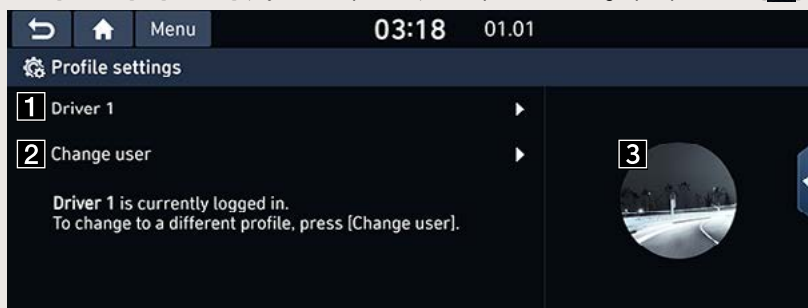 Menu
03:18 01.01
Profile settings
1 Driver 1
2 Change user
3
Driver 1 is currently logged in.
To change to a different profile, press [Change user].